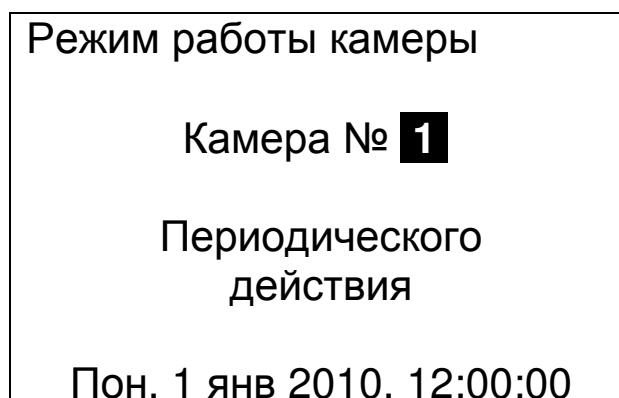 Режим работы камеры
Камера № 1
Периодического
действия
Пон. 1 янв 2010. 12:00:00